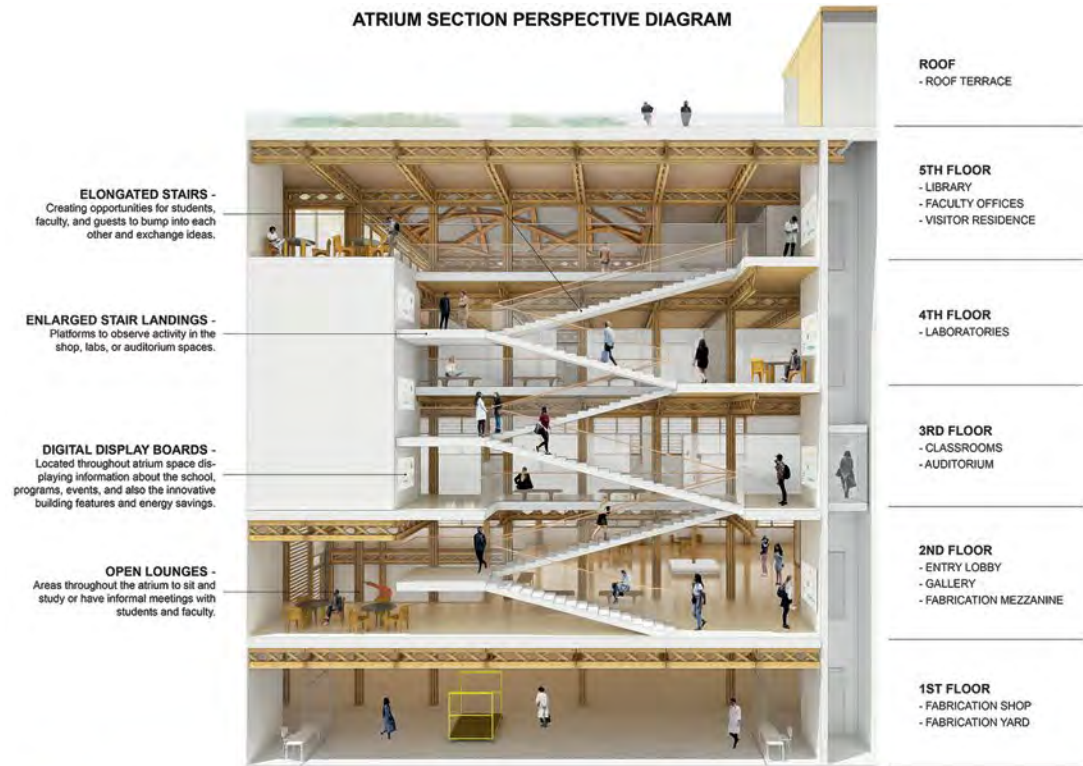 ATRIUM SECTION PERSPECTIVE DIAGRAM
ELONGATED STAIRS -
Creating opportunities for students,
faculty, and guests to bump into each
other and exchange ideas.
ENLARGED STAIR LANDINGS -
Platforms to observe activity in the
shop, labs, or auditorium spaces.
DIGITAL DISPLAY BOARDS -
Located throughout atrium space dis-
playing information about the school,
programs, events, and also the innovative
building features and energy savings.
OPEN LOUNGES -
Areas throughout the atrium to sit and
study or have informal meetings with
students and faculty.
ROOF
- ROOF TERRACE
5TH FLOOR
- LIBRARY
- FACULTY OFFICES
- VISITOR RESIDENCE
4TH FLOOR
- LABORATORIES
3RD FLOOR
- CLASSROOMS
- AUDITORIUM
2ND FLOOR
- ENTRY LOBBY
- GALLERY
- FABRICATION MEZZANINE
1ST FLOOR
- FABRICATION SHOP
- FABRICATION YARD